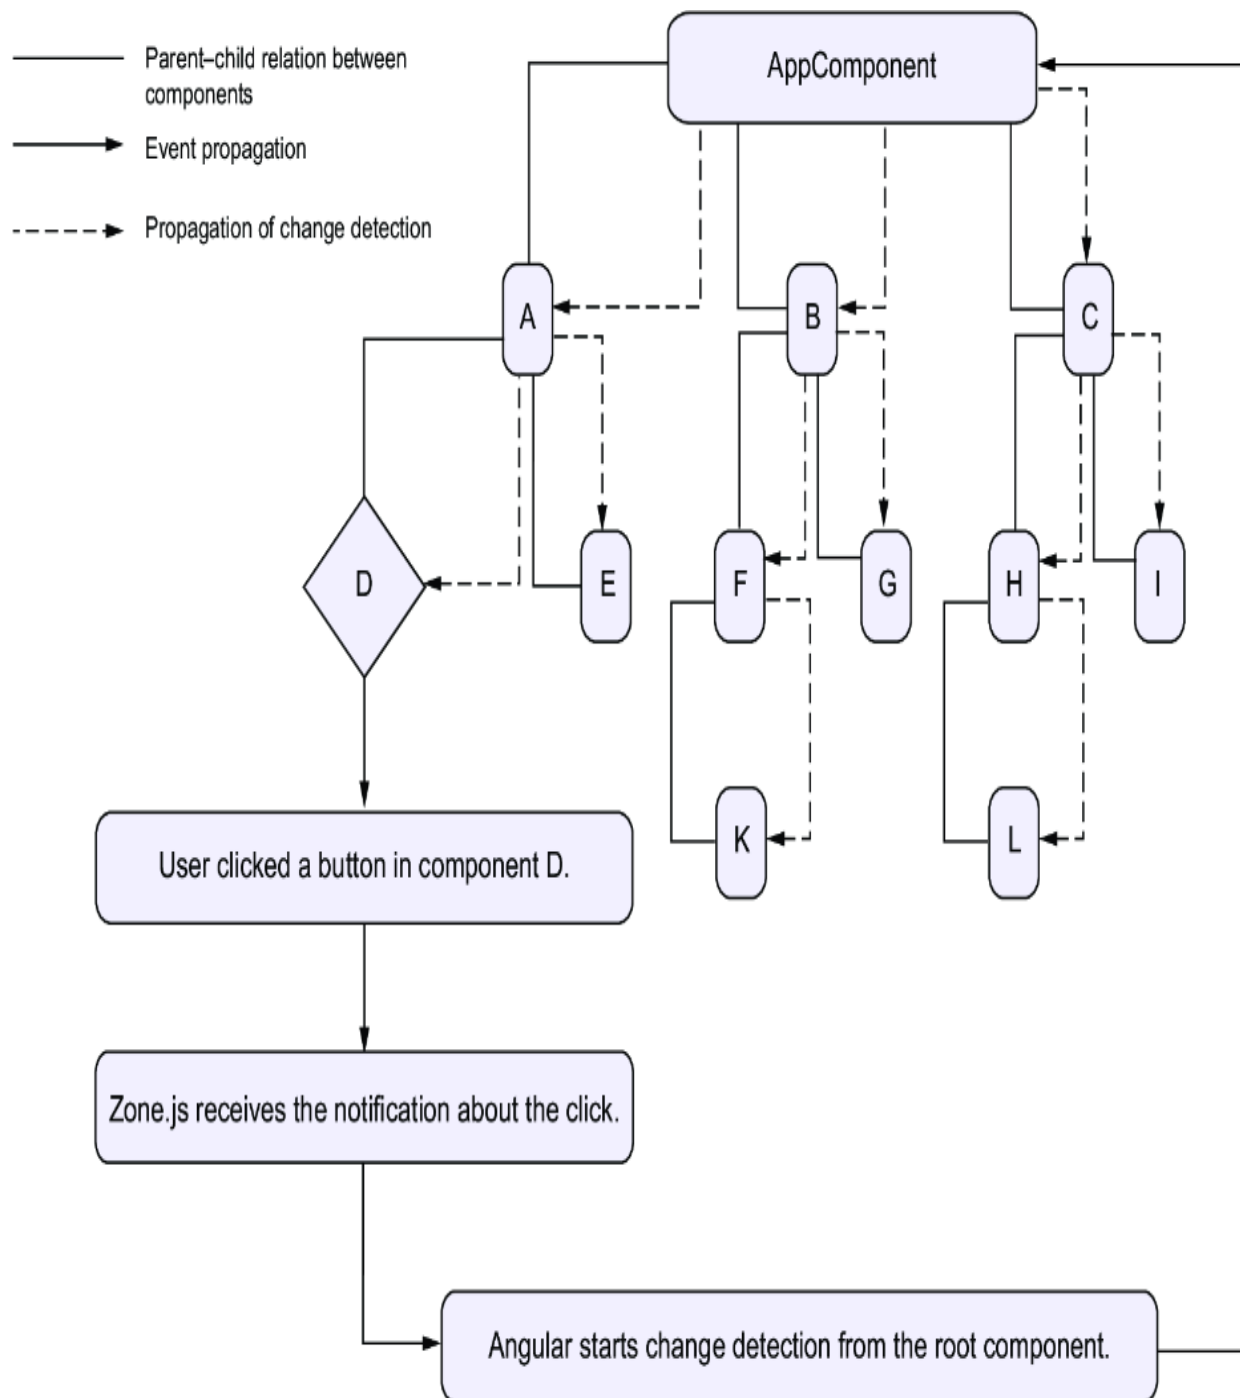 Parent–child relation between
components
Event propagation
Propagation of change detection
AppComponent
A
B
C
D
E
F
G
H
I
K
L
User clicked a button in component D.
Zone.js receives the notification about the click.
Angular starts change detection from the root component.